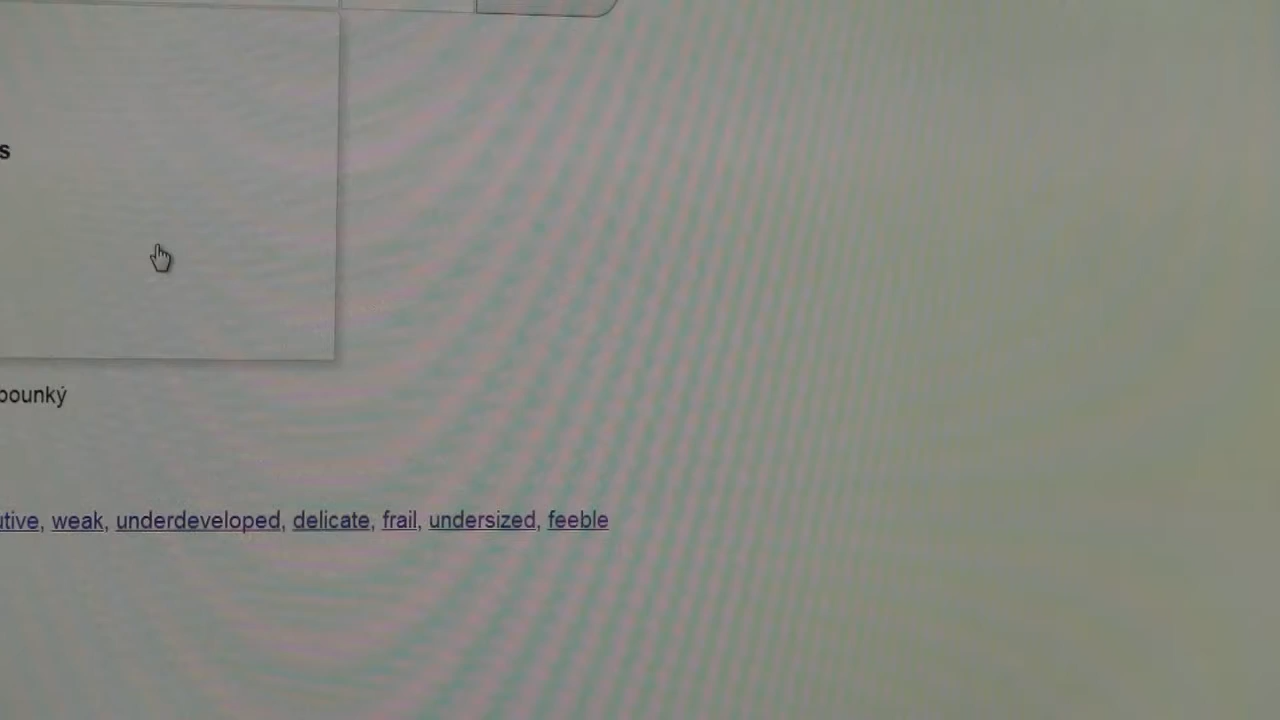 s
bounký
utive, weak, underdeveloped, delicate, frail, undersized, feeble